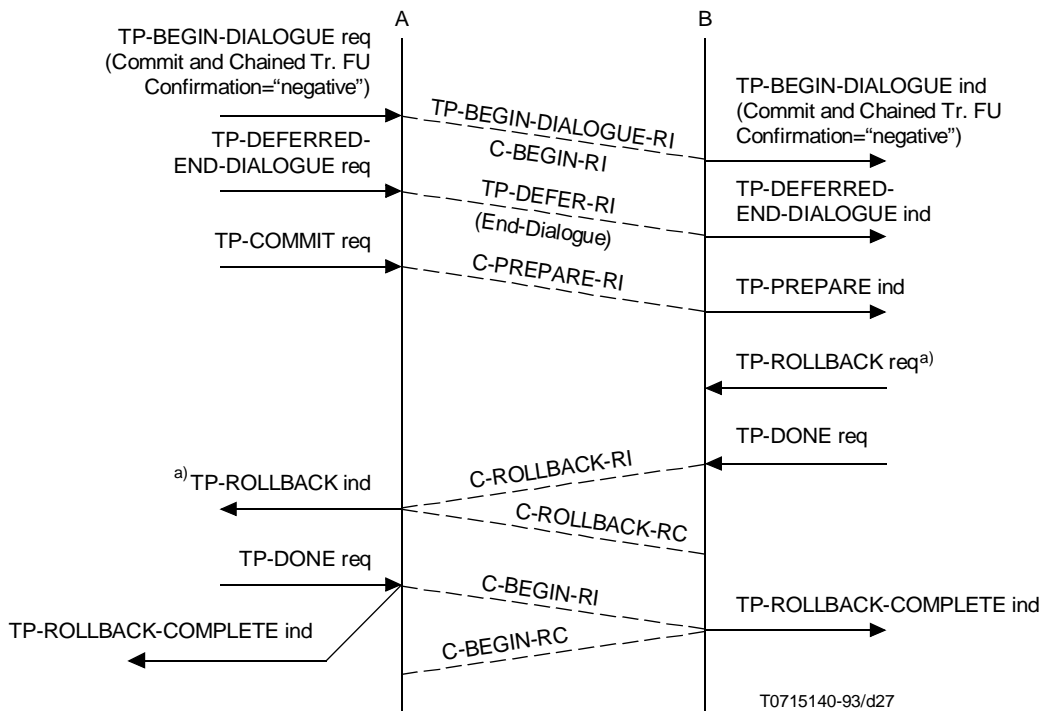 A
B
TP-BEGIN-DIALOGUE req
(Commit and Chained Tr. FU
Confirmation=“negative”)
TP-BEGIN-DIALOGUE ind
(Commit and Chained Tr. FU
Confirmation=“negative”)
TP-BEGIN-DIALOGUE-RI
C-BEGIN-RI
TP-DEFERRED-
END-DIALOGUE req
TP-DEFER-RI
(End-Dialogue)
TP-DEFERRED-
END-DIALOGUE ind
TP-COMMIT req
C-PREPARE-RI
TP-PREPARE ind
TP-ROLLBACK req a)
TP-DONE req
C-ROLLBACK-RI
a) TP-ROLLBACK ind
C-ROLLBACK-RC
TP-DONE req
C-BEGIN-RI
TP-ROLLBACK-COMPLETE ind
TP-ROLLBACK-COMPLETE ind
C-BEGIN-RC
T0715140-93/d27